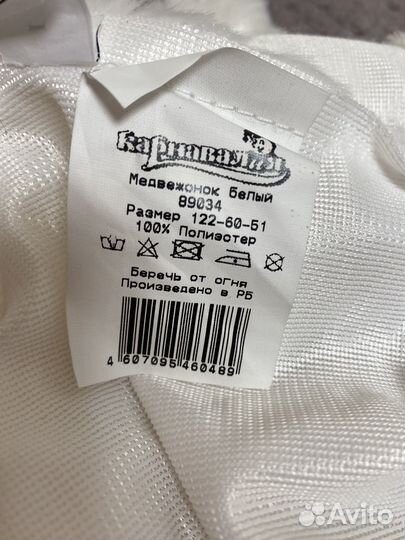 Карнавалия
Медвежонок Белый
89034
Размер 122-60-51
100% Полиэстер
Беречь от огня
Произведено в РБ
4 607095 460489
Avito